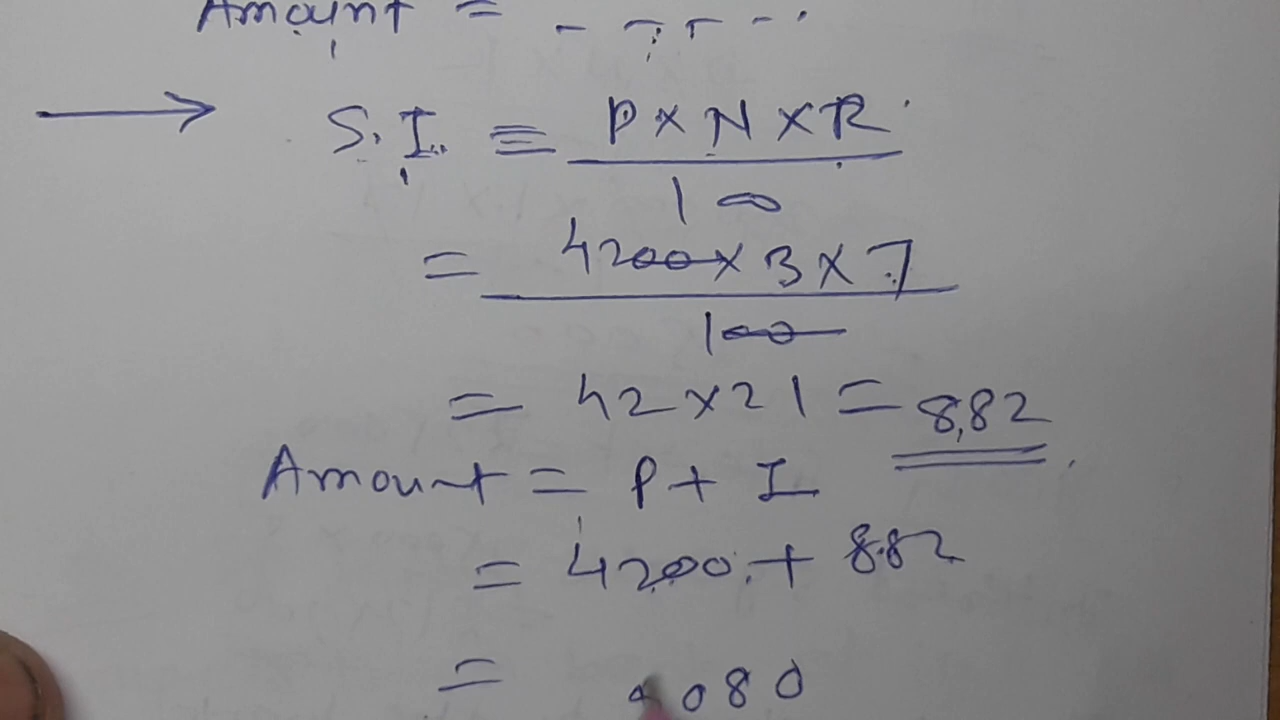 Amount = - - - - - .
→ S.I. = P×N×R
100
= 4200×3×7
100
= 42×21 = 882
Amount = P+I
= 4200 + 882
= 080